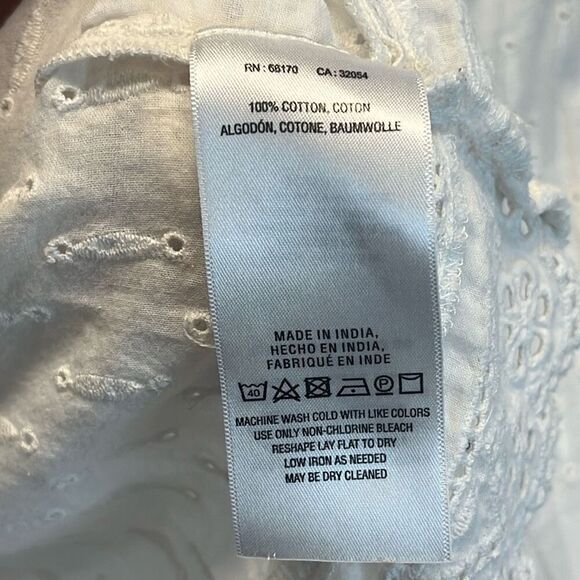 RN : 68170 CA : 32054
100% COTTON, COTON
ALGODÓN, COTONE, BAUMWOLLE
MADE IN INDIA,
HECHO EN INDIA,
FABRIQUÉ EN INDE
40 P
MACHINE WASH COLD WITH LIKE COLORS
USE ONLY NON-CHLORINE BLEACH
RESHAPE LAY FLAT TO DRY
LOW IRON AS NEEDED
MAY BE DRY CLEANED